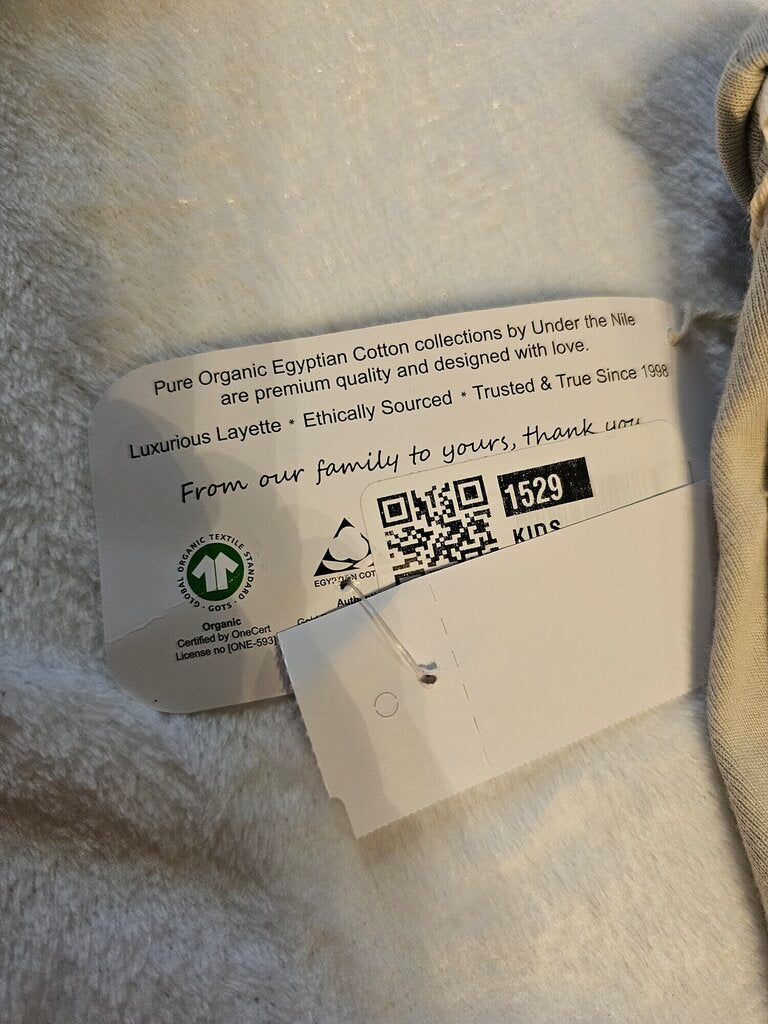 Pure Organic Egyptian Cotton collections by Under the Nile
are premium quality and designed with love.
Luxurious Layette * Ethically Sourced * Trusted & True Since 1998
From our family to yours, thank you
1529
KIDS
GLOBAL ORGANIC TEXTILE STANDARD · GOTS ·
Organic
Certified by OneCert
License no [ONE-593]